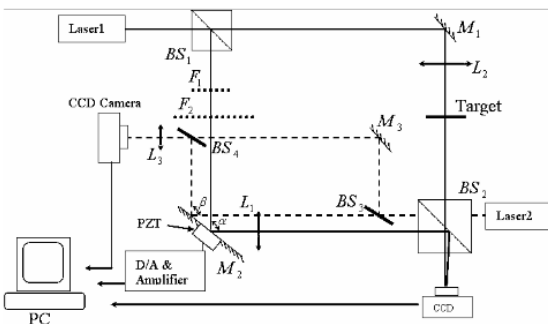 Laser1
BS₁
M₁
F₁
L₂
CCD Camera
F₂
Target
M₃
L₃
BS₄
BS₂
β
L₁
BS₃
α
Laser2
PZT
M₂
D/A &
Amplifier
PC
CCD